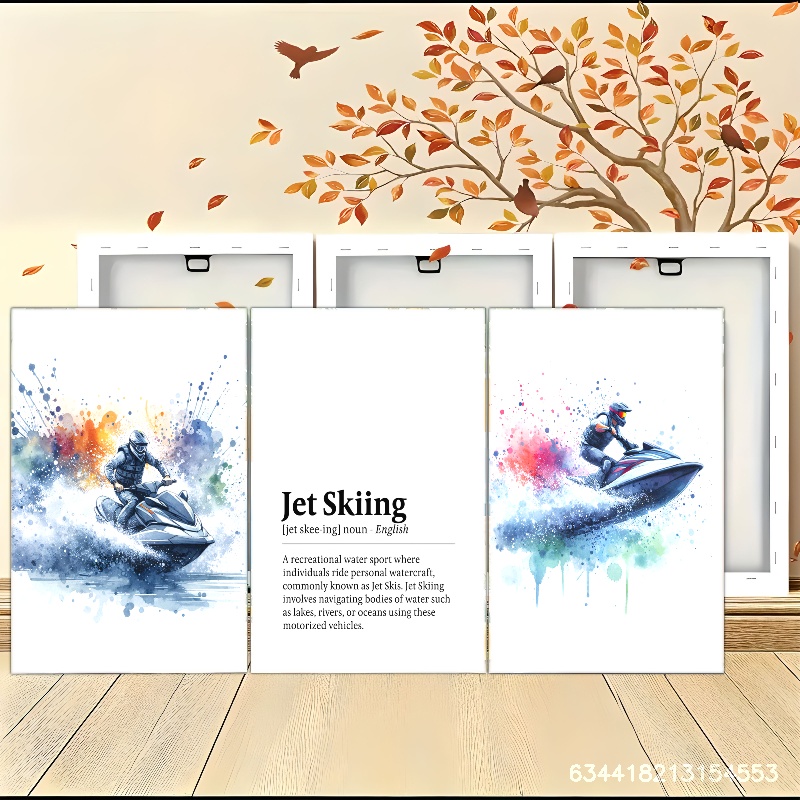 Jet Skiing
[jet skee·ing] noun - English
A recreational water sport where
individuals ride personal watercraft,
commonly known as Jet Skis. Jet Skiing
involves navigating bodies of water such
as lakes, rivers, or oceans using these
motorized vehicles.
634418213154553